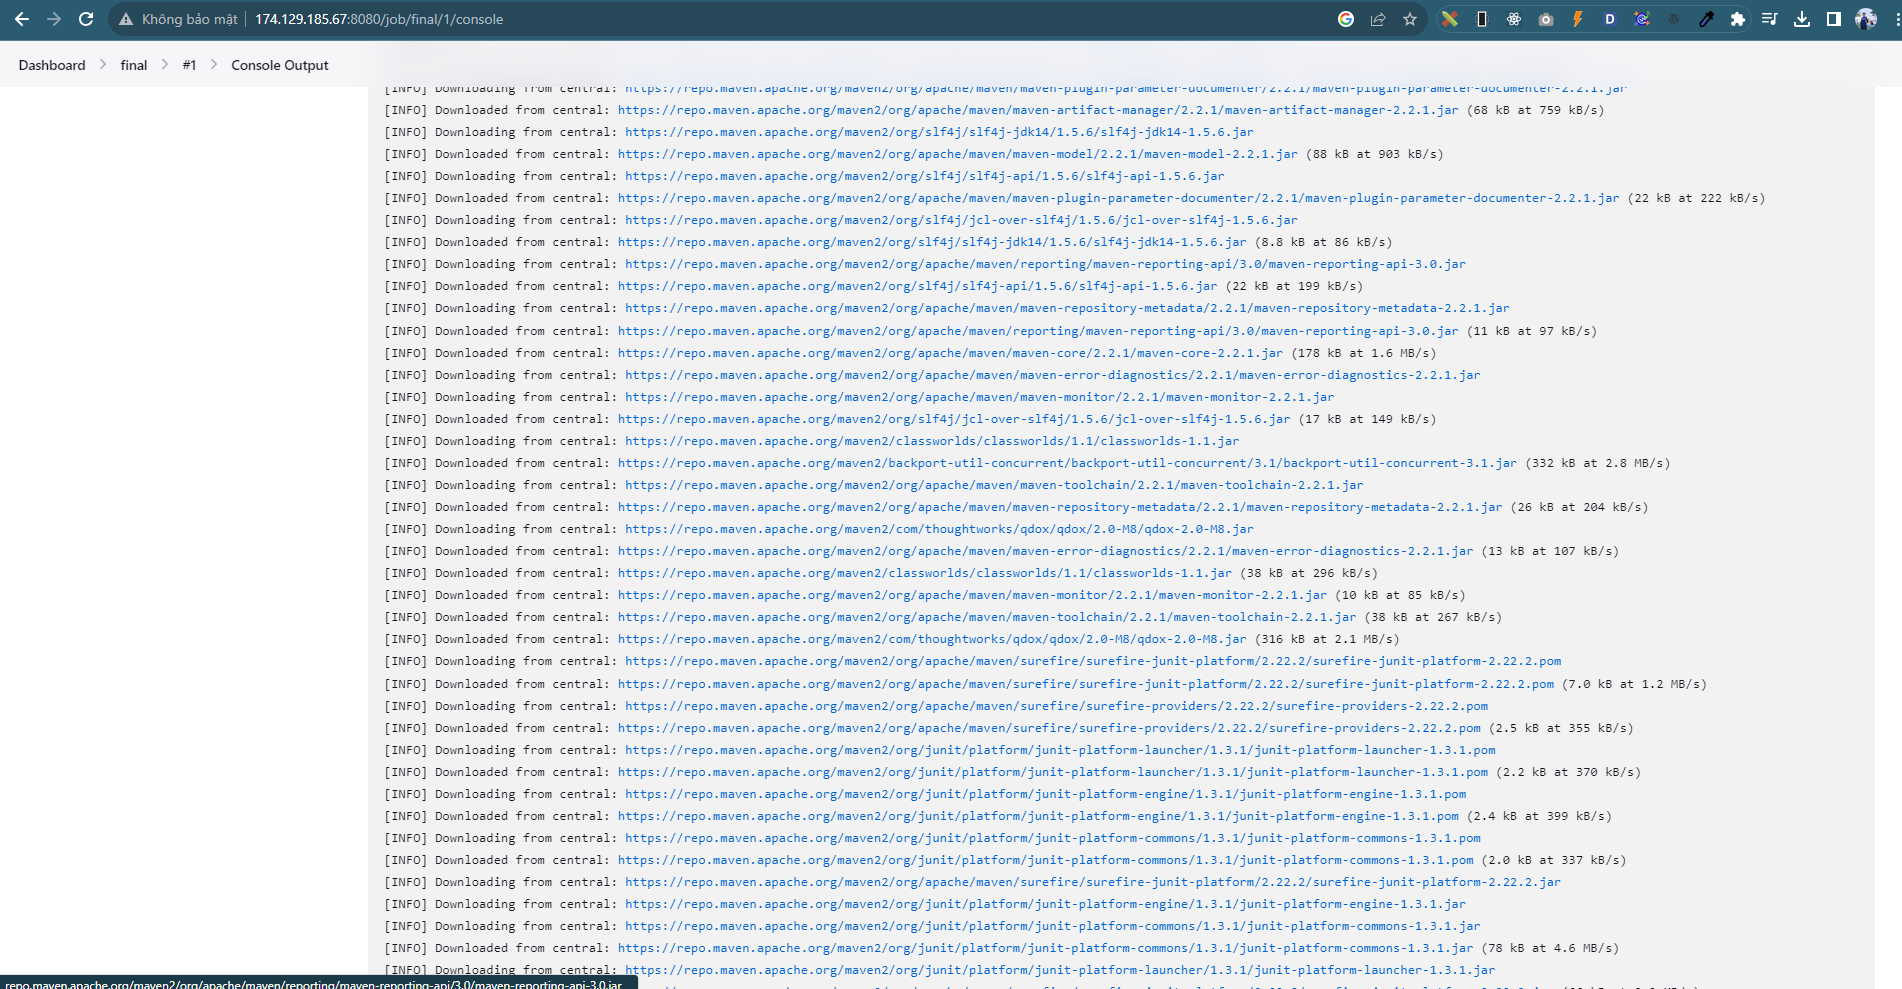 Không bảo mật
174.129.185.67:8080/job/final/1/console
Dashboard > final > #1 > Console Output
[INFO] Downloading from central: https://repo.maven.apache.org/maven2/org/apache/maven/maven-plugin-parameter-documenter/2.2.1/maven-plugin-parameter-documenter-2.2.1.jar
[INFO] Downloaded from central: https://repo.maven.apache.org/maven2/org/apache/maven/maven-artifact-manager/2.2.1/maven-artifact-manager-2.2.1.jar (68 kB at 759 kB/s)
[INFO] Downloading from central: https://repo.maven.apache.org/maven2/org/slf4j/slf4j-jdk14/1.5.6/slf4j-jdk14-1.5.6.jar
[INFO] Downloaded from central: https://repo.maven.apache.org/maven2/org/apache/maven/maven-model/2.2.1/maven-model-2.2.1.jar (88 kB at 903 kB/s)
[INFO] Downloading from central: https://repo.maven.apache.org/maven2/org/slf4j/slf4j-api/1.5.6/slf4j-api-1.5.6.jar
[INFO] Downloaded from central: https://repo.maven.apache.org/maven2/org/apache/maven/maven-plugin-parameter-documenter/2.2.1/maven-plugin-parameter-documenter-2.2.1.jar (22 kB at 222 kB/s)
[INFO] Downloading from central: https://repo.maven.apache.org/maven2/org/slf4j/jcl-over-slf4j/1.5.6/jcl-over-slf4j-1.5.6.jar
[INFO] Downloaded from central: https://repo.maven.apache.org/maven2/org/slf4j/slf4j-jdk14/1.5.6/slf4j-jdk14-1.5.6.jar (8.8 kB at 86 kB/s)
[INFO] Downloading from central: https://repo.maven.apache.org/maven2/org/apache/maven/reporting/maven-reporting-api/3.0/maven-reporting-api-3.0.jar
[INFO] Downloaded from central: https://repo.maven.apache.org/maven2/org/slf4j/slf4j-api/1.5.6/slf4j-api-1.5.6.jar (22 kB at 199 kB/s)
[INFO] Downloading from central: https://repo.maven.apache.org/maven2/org/apache/maven/maven-repository-metadata/2.2.1/maven-repository-metadata-2.2.1.jar
[INFO] Downloaded from central: https://repo.maven.apache.org/maven2/org/apache/maven/reporting/maven-reporting-api/3.0/maven-reporting-api-3.0.jar (11 kB at 97 kB/s)
[INFO] Downloaded from central: https://repo.maven.apache.org/maven2/org/apache/maven/maven-core/2.2.1/maven-core-2.2.1.jar (178 kB at 1.6 MB/s)
[INFO] Downloading from central: https://repo.maven.apache.org/maven2/org/apache/maven/maven-error-diagnostics/2.2.1/maven-error-diagnostics-2.2.1.jar
[INFO] Downloading from central: https://repo.maven.apache.org/maven2/org/apache/maven/maven-monitor/2.2.1/maven-monitor-2.2.1.jar
[INFO] Downloaded from central: https://repo.maven.apache.org/maven2/org/slf4j/jcl-over-slf4j/1.5.6/jcl-over-slf4j-1.5.6.jar (17 kB at 149 kB/s)
[INFO] Downloading from central: https://repo.maven.apache.org/maven2/classworlds/classworlds/1.1/classworlds-1.1.jar
[INFO] Downloaded from central: https://repo.maven.apache.org/maven2/backport-util-concurrent/backport-util-concurrent/3.1/backport-util-concurrent-3.1.jar (332 kB at 2.8 MB/s)
[INFO] Downloading from central: https://repo.maven.apache.org/maven2/org/apache/maven/maven-toolchain/2.2.1/maven-toolchain-2.2.1.jar
[INFO] Downloaded from central: https://repo.maven.apache.org/maven2/org/apache/maven/maven-repository-metadata/2.2.1/maven-repository-metadata-2.2.1.jar (26 kB at 204 kB/s)
[INFO] Downloading from central: https://repo.maven.apache.org/maven2/com/thoughtworks/qdox/qdox/2.0-M8/qdox-2.0-M8.jar
[INFO] Downloaded from central: https://repo.maven.apache.org/maven2/org/apache/maven/maven-error-diagnostics/2.2.1/maven-error-diagnostics-2.2.1.jar (13 kB at 107 kB/s)
[INFO] Downloaded from central: https://repo.maven.apache.org/maven2/classworlds/classworlds/1.1/classworlds-1.1.jar (38 kB at 296 kB/s)
[INFO] Downloaded from central: https://repo.maven.apache.org/maven2/org/apache/maven/maven-monitor/2.2.1/maven-monitor-2.2.1.jar (10 kB at 85 kB/s)
[INFO] Downloaded from central: https://repo.maven.apache.org/maven2/org/apache/maven/maven-toolchain/2.2.1/maven-toolchain-2.2.1.jar (38 kB at 267 kB/s)
[INFO] Downloaded from central: https://repo.maven.apache.org/maven2/com/thoughtworks/qdox/qdox/2.0-M8/qdox-2.0-M8.jar (316 kB at 2.1 MB/s)
[INFO] Downloading from central: https://repo.maven.apache.org/maven2/org/apache/maven/surefire/surefire-junit-platform/2.22.2/surefire-junit-platform-2.22.2.pom
[INFO] Downloaded from central: https://repo.maven.apache.org/maven2/org/apache/maven/surefire/surefire-junit-platform/2.22.2/surefire-junit-platform-2.22.2.pom (7.0 kB at 1.2 MB/s)
[INFO] Downloading from central: https://repo.maven.apache.org/maven2/org/apache/maven/surefire/surefire-providers/2.22.2/surefire-providers-2.22.2.pom
[INFO] Downloaded from central: https://repo.maven.apache.org/maven2/org/apache/maven/surefire/surefire-providers/2.22.2/surefire-providers-2.22.2.pom (2.5 kB at 355 kB/s)
[INFO] Downloading from central: https://repo.maven.apache.org/maven2/org/junit/platform/junit-platform-launcher/1.3.1/junit-platform-launcher-1.3.1.pom
[INFO] Downloaded from central: https://repo.maven.apache.org/maven2/org/junit/platform/junit-platform-launcher/1.3.1/junit-platform-launcher-1.3.1.pom (2.2 kB at 370 kB/s)
[INFO] Downloading from central: https://repo.maven.apache.org/maven2/org/junit/platform/junit-platform-engine/1.3.1/junit-platform-engine-1.3.1.pom
[INFO] Downloaded from central: https://repo.maven.apache.org/maven2/org/junit/platform/junit-platform-engine/1.3.1/junit-platform-engine-1.3.1.pom (2.4 kB at 399 kB/s)
[INFO] Downloading from central: https://repo.maven.apache.org/maven2/org/junit/platform/junit-platform-commons/1.3.1/junit-platform-commons-1.3.1.pom
[INFO] Downloaded from central: https://repo.maven.apache.org/maven2/org/junit/platform/junit-platform-commons/1.3.1/junit-platform-commons-1.3.1.pom (2.0 kB at 337 kB/s)
[INFO] Downloading from central: https://repo.maven.apache.org/maven2/org/apache/maven/surefire/surefire-junit-platform/2.22.2/surefire-junit-platform-2.22.2.jar
[INFO] Downloading from central: https://repo.maven.apache.org/maven2/org/junit/platform/junit-platform-engine/1.3.1/junit-platform-engine-1.3.1.jar
[INFO] Downloading from central: https://repo.maven.apache.org/maven2/org/junit/platform/junit-platform-commons/1.3.1/junit-platform-commons-1.3.1.jar
[INFO] Downloaded from central: https://repo.maven.apache.org/maven2/org/junit/platform/junit-platform-commons/1.3.1/junit-platform-commons-1.3.1.jar (78 kB at 4.6 MB/s)
[INFO] Downloading from central: https://repo.maven.apache.org/maven2/org/junit/platform/junit-platform-launcher/1.3.1/junit-platform-launcher-1.3.1.jar
repo.maven.apache.org/maven2/org/apache/maven/reporting/maven-reporting-api/3.0/maven-reporting-api-3.0.jar